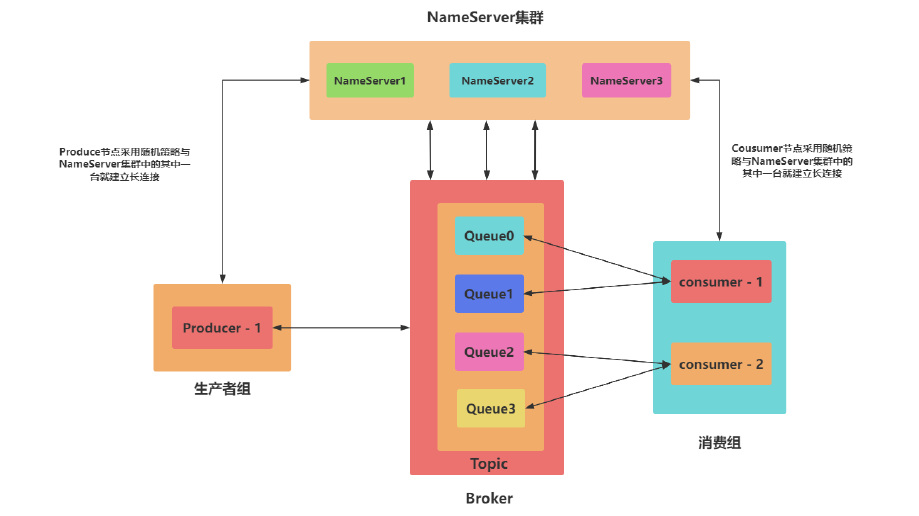 NameServer集群
NameServer1
NameServer2
NameServer3
Produce节点采用随机策略与
NameServer集群中的其中一
台就建立长连接
Cousumer节点采用随机策
略与NameServer集群中的
其中一台就建立长连接
Queue0
Queue1
Queue2
Queue3
Topic
Broker
Producer - 1
生产者组
consumer - 1
consumer - 2
消费组